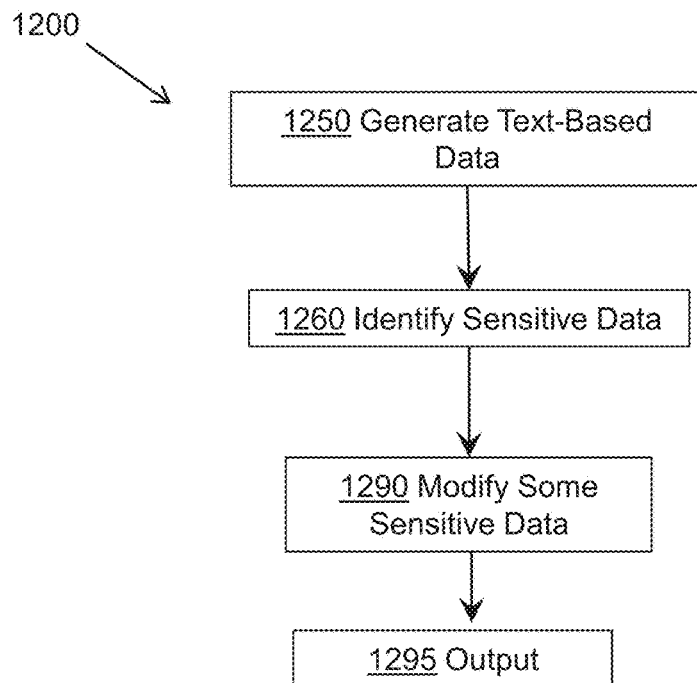 1200
1250 Generate Text-Based
Data
1260 Identify Sensitive Data
1290 Modify Some
Sensitive Data
1295 Output